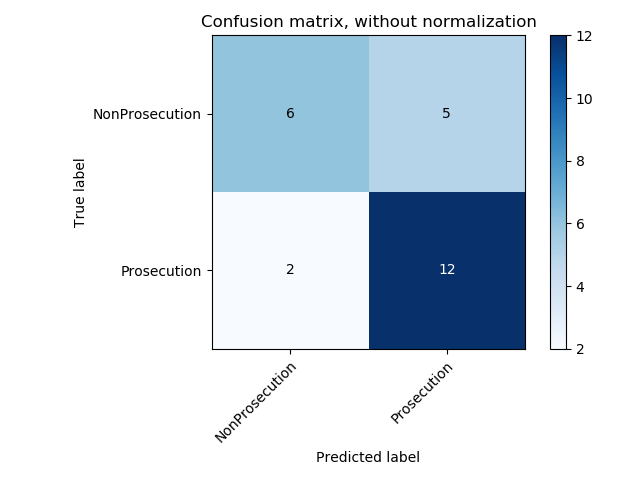 Confusion matrix, without normalization
NonProsecution
Prosecution
True label
6
5
2
12
NonProsecution
Prosecution
Predicted label
12
10
8
6
4
2